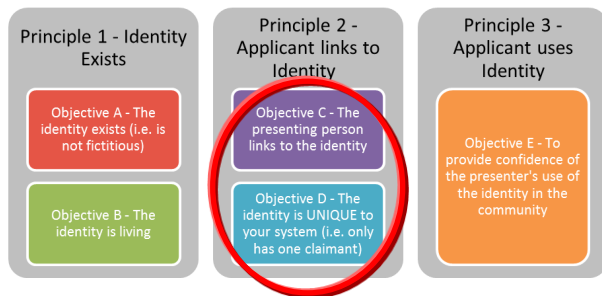 Principle 1 - Identity
Exists
Objective A - The
identity exists (i.e. is
not fictitious)
Objective B - The
identity is living
Principle 2 -
Applicant links to
Identity
Objective C - The
presenting person
links to the identity
Objective D - The
identity is UNIQUE to
your system (i.e. only
has one claimant)
Principle 3 -
Applicant uses
Identity
Objective E - To
provide confidence of
the presenter's use of
the identity in the
community